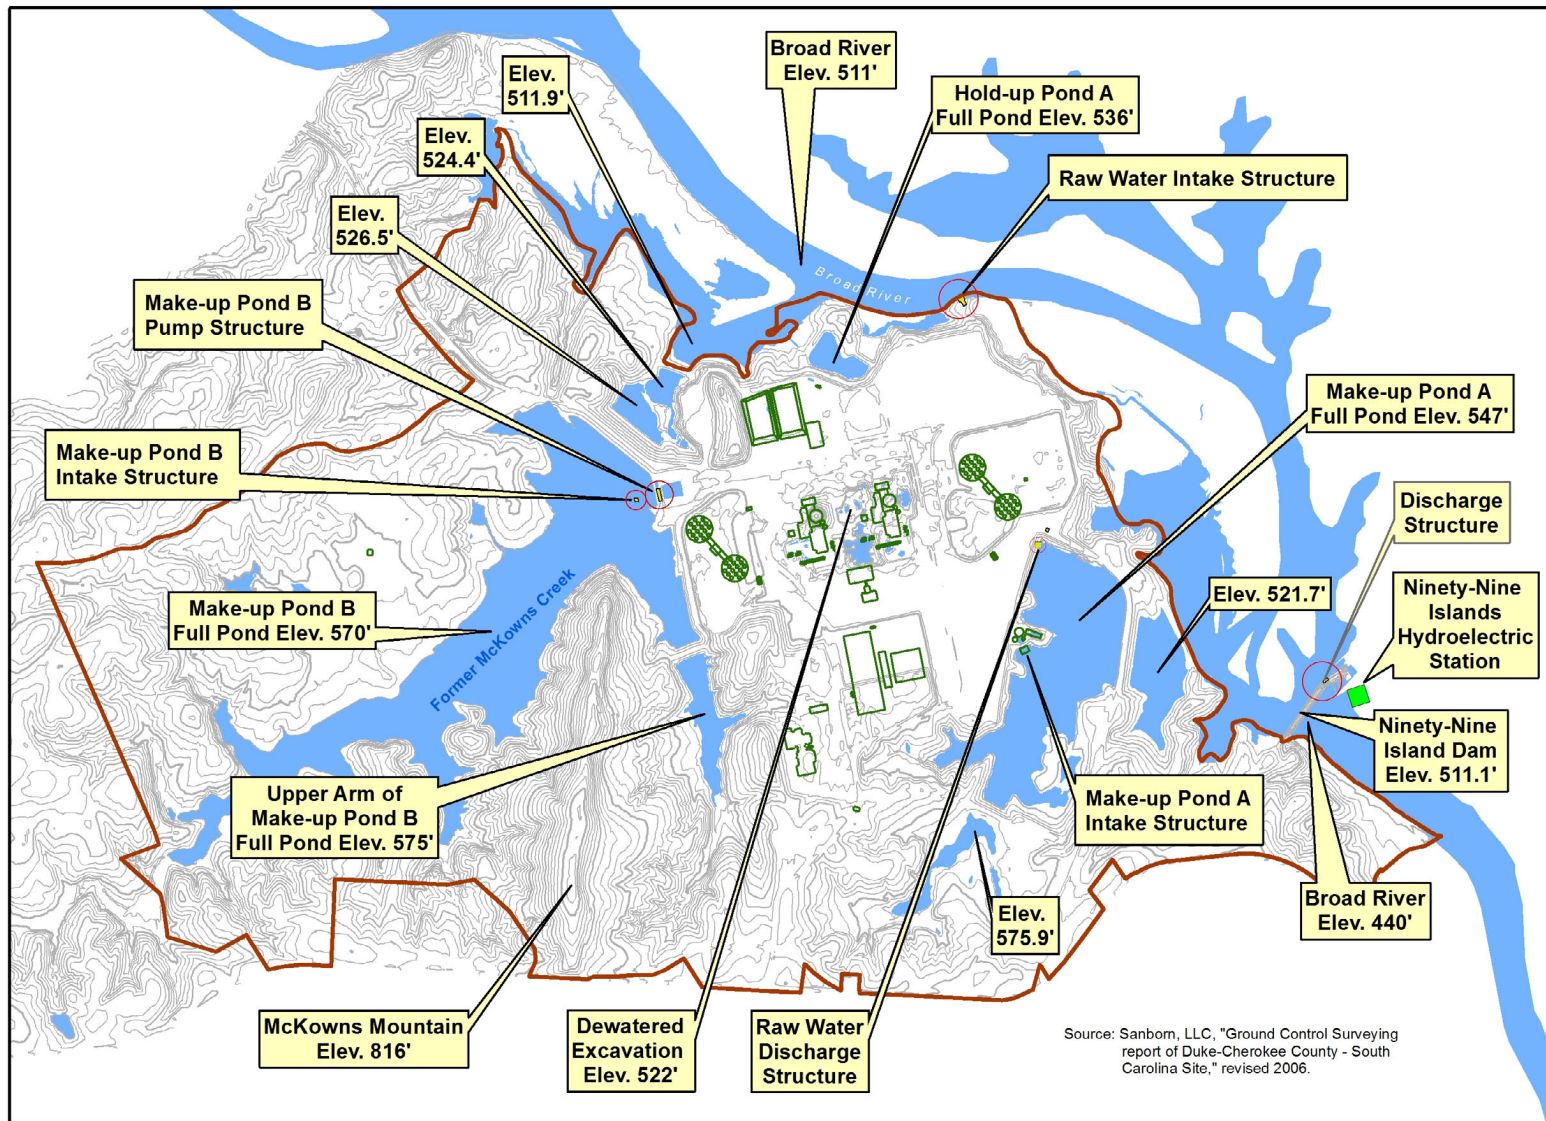 Broad River
Elev. 511'
Elev.
511.9'
Hold-up Pond A
Full Pond Elev. 536'
Elev.
524.4'
Raw Water Intake Structure
Elev.
526.5'
Broad River
Make-up Pond B
Pump Structure
Make-up Pond A
Full Pond Elev. 547'
Make-up Pond B
Intake Structure
Discharge
Structure
Make-up Pond B
Full Pond Elev. 570'
Former McKowns Creek
Elev. 521.7'
Ninety-Nine
Islands
Hydroelectric
Station
Ninety-Nine
Island Dam
Elev. 511.1'
Upper Arm of
Make-up Pond B
Full Pond Elev. 575'
Make-up Pond A
Intake Structure
Elev.
575.9'
Broad River
Elev. 440'
McKowns Mountain
Elev. 816'
Dewatered
Excavation
Elev. 522'
Raw Water
Discharge
Structure
Source: Sanborn, LLC, "Ground Control Surveying
report of Duke-Cherokee County - South
Carolina Site," revised 2006.